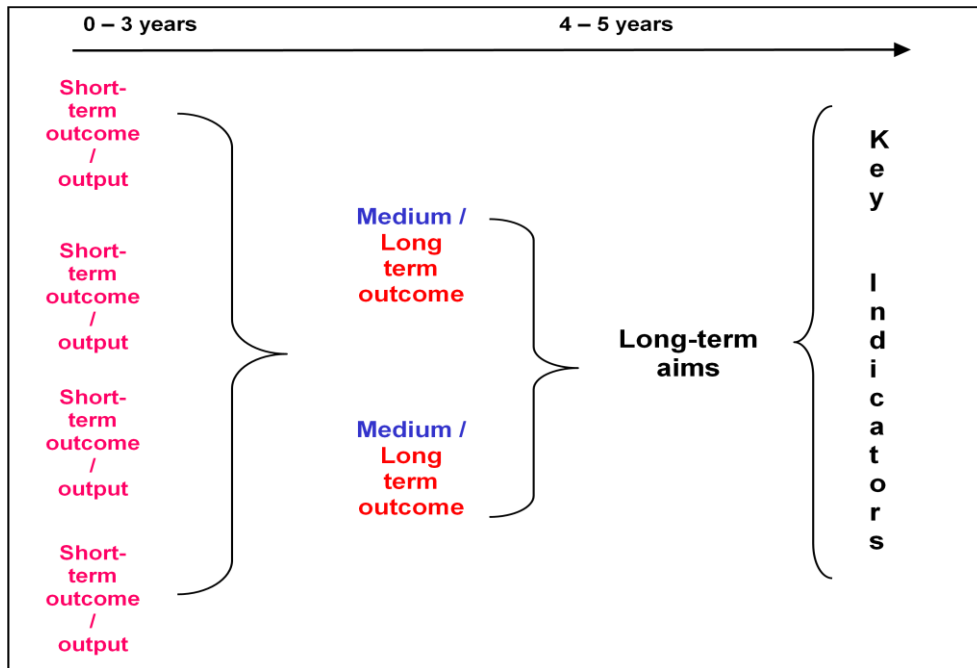 0 – 3 years
4 – 5 years
Short-
term
outcome
/
output
Short-
term
outcome
/
output
Short-
term
outcome
/
output
Short-
term
outcome
/
output
Medium /
Long
term
outcome
Medium /
Long
term
outcome
Long-term
aims
K
e
y
I
n
d
i
c
a
t
o
r
s